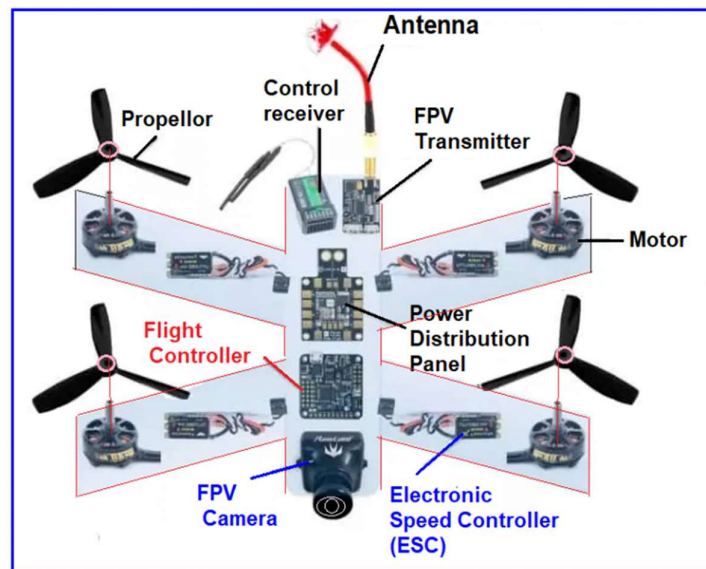 Antenna
Control
receiver
Propellor
FPV
Transmitter
Motor
Power
Distribution
Panel
Flight
Controller
FPV
Camera
Electronic
Speed Controller
(ESC)